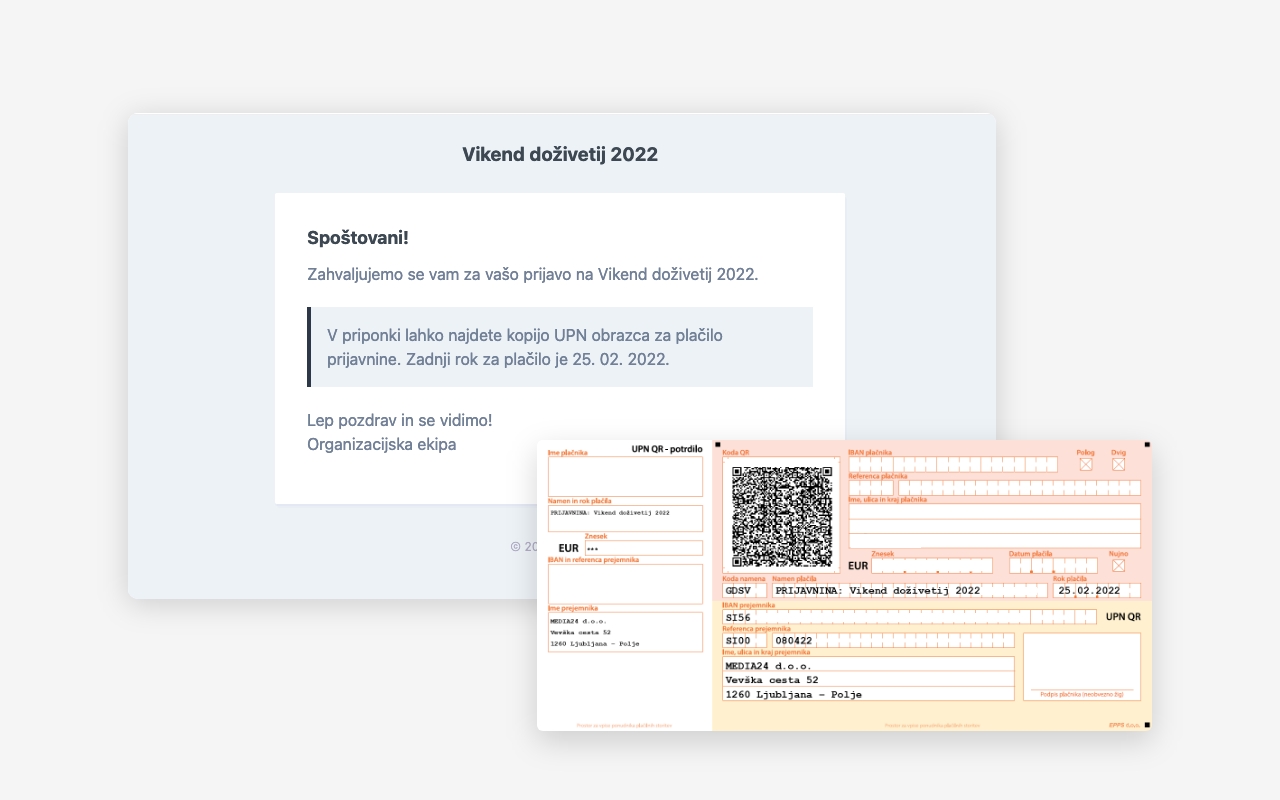 Vikend doživetij 2022
Spoštovani!
Zahvaljujemo se vam za vašo prijavo na Vikend doživetij 2022.
V priponki lahko najdete kopijo UPN obrazca za plačilo
prijavnine. Zadnji rok za plačilo je 25. 02. 2022.
Lep pozdrav in se vidimo!
Organizacijska ekipa
© 20
UPN QR - potrdilo
Ime plačnika
Namen in rok plačila
PRIJAVNINA: Vikend doživetij 2022
Znesek
EUR ***
IBAN in referenca prejemnika
Ime prejemnika
MEDIA24 d.o.o.
Vevška cesta 52
1260 Ljubljana - Polje
Koda QR
IBAN plačnika
Polog
Dvig
Referenca plačnika
Ime, ulica in kraj plačnika
Znesek
Datum plačila
Nujno
EUR
Koda namena
Namen plačila
Rok plačila
GDSV
PRIJAVNINA: Vikend doživetij 2022
25.02.2022
IBAN prejemnika
SI56
UPN QR
Referenca prejemnika
SI00
080422
Ime, ulica in kraj prejemnika
MEDIA24 d.o.o.
Vevška cesta 52
1260 Ljubljana - Polje
Podpis plačnika (neobvezno žig)